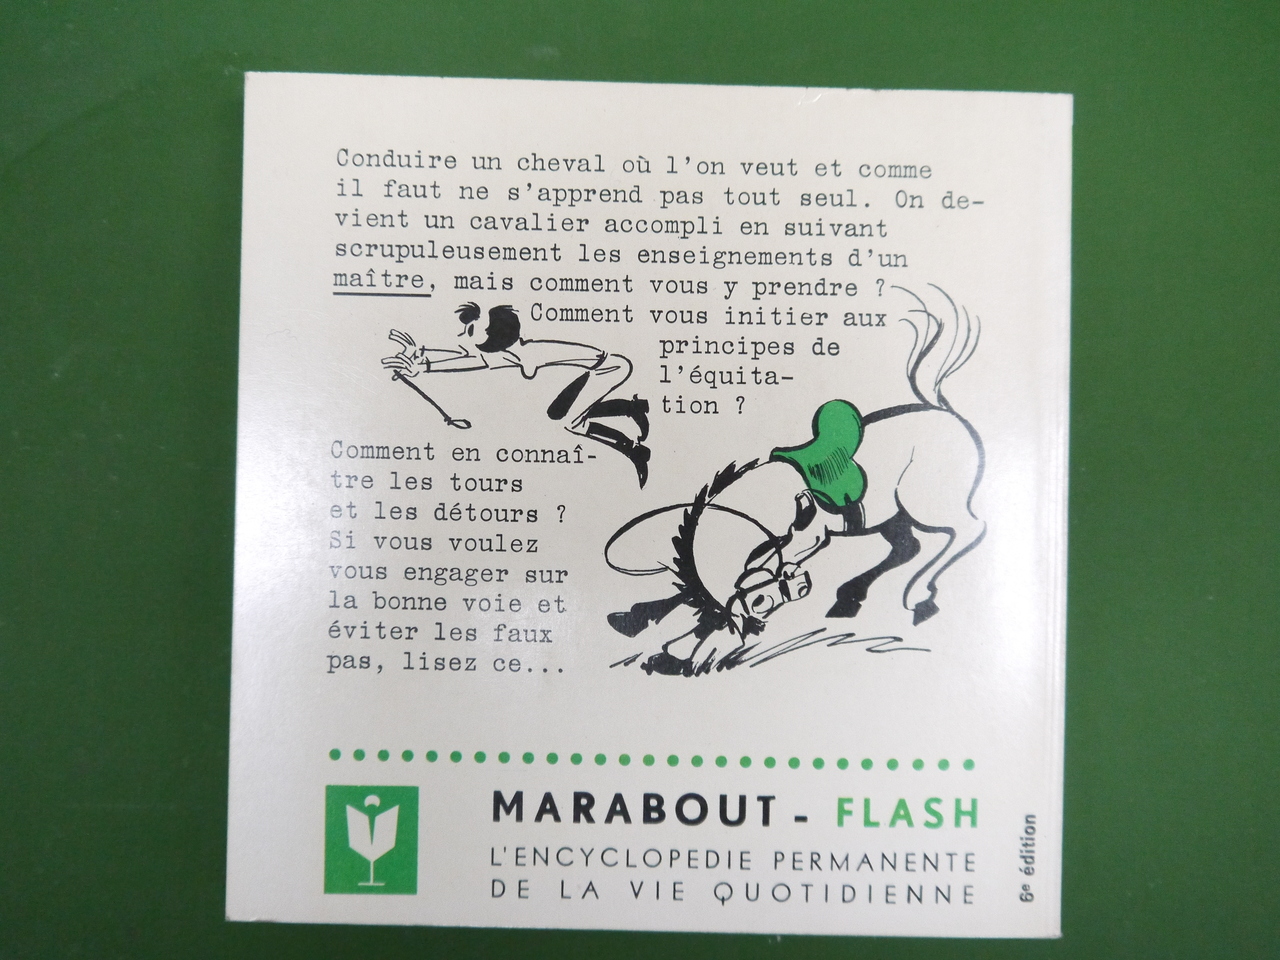 Conduire un cheval où l'on veut et comme
il faut ne s'apprend pas tout seul. On de-
vient un cavalier accompli en suivant
scrupuleusement les enseignements d'un
maître, mais comment vous y prendre ?
Comment vous initier aux
principes de
l'équita-
tion ?
Comment en connaî-
tre les tours
et les détours ?
Si vous voulez
vous engager sur
la bonne voie et
éviter les faux
pas, lisez ce...
MARABOUT - FLASH
L'ENCYCLOPEDIE PERMANENTE
DE LA VIE QUOTIDIENNE
6e édition